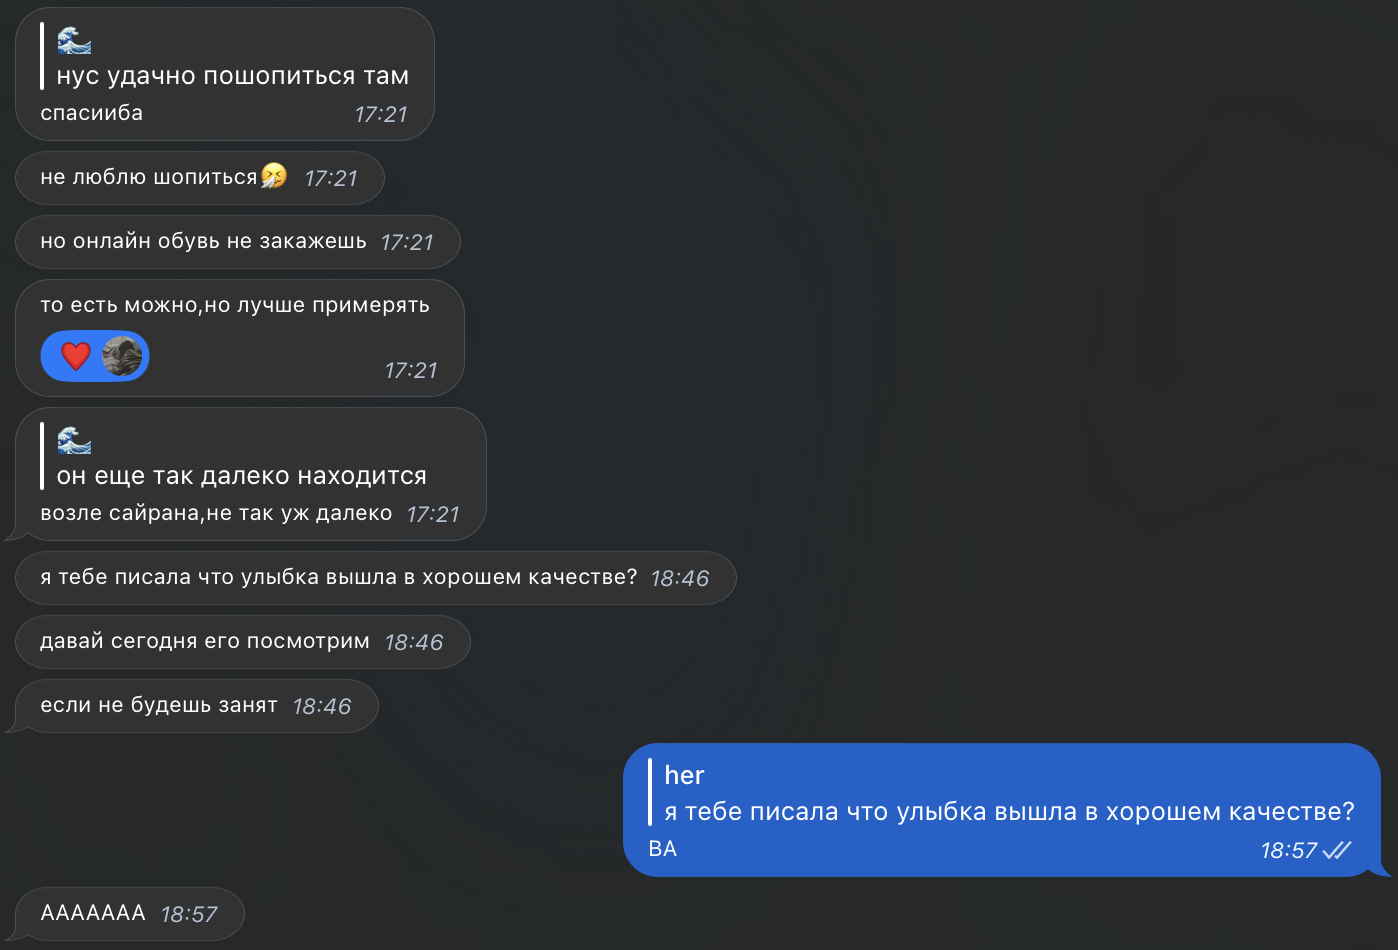 🌊
нус удачно пошопиться там
спасииба 17:21
не люблю шопиться🤧 17:21
но онлайн обувь не закажешь 17:21
то есть можно,но лучше примерять
17:21
🌊
он еще так далеко находится
возле сайрана,не так уж далеко 17:21
я тебе писала что улыбка вышла в хорошем качестве? 18:46
давай сегодня его посмотрим 18:46
если не будешь занят 18:46
her
я тебе писала что улыбка вышла в хорошем качестве?
ВА 18:57
ААААААА 18:57